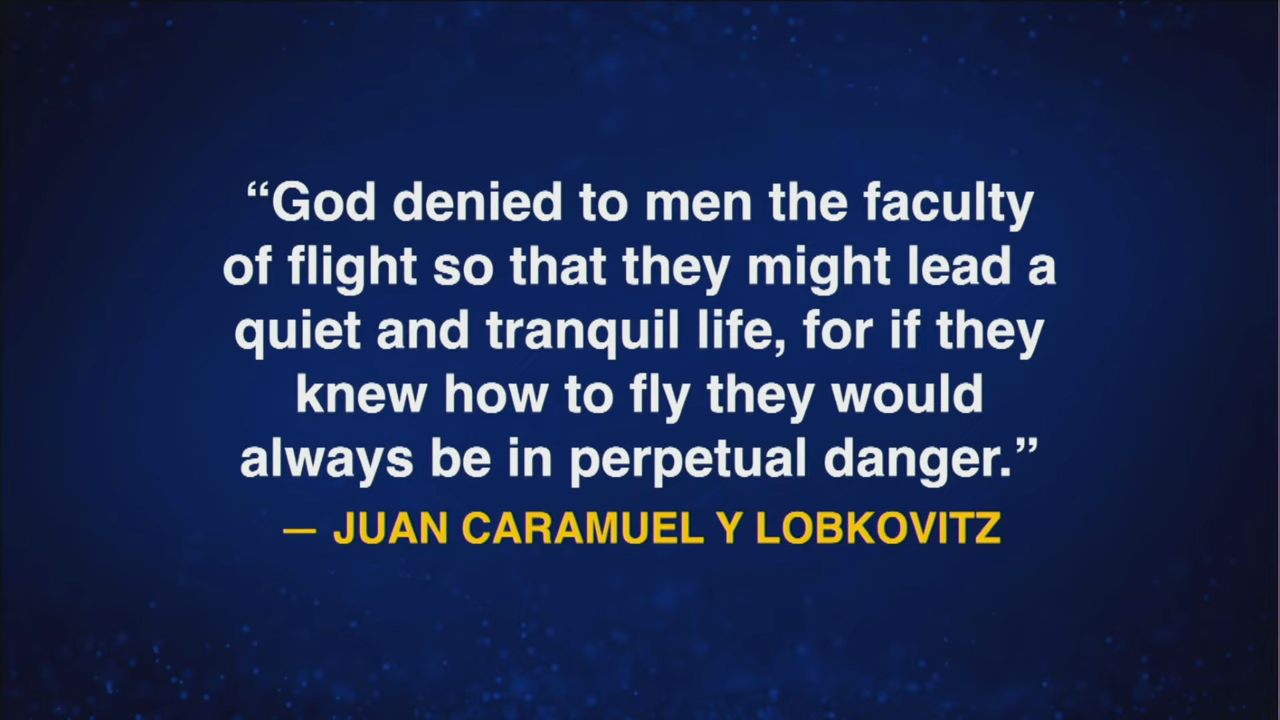 “God denied to men the faculty
of flight so that they might lead a
quiet and tranquil life, for if they
knew how to fly they would
always be in perpetual danger.”
— JUAN CARAMUEL Y LOBKOVITZ